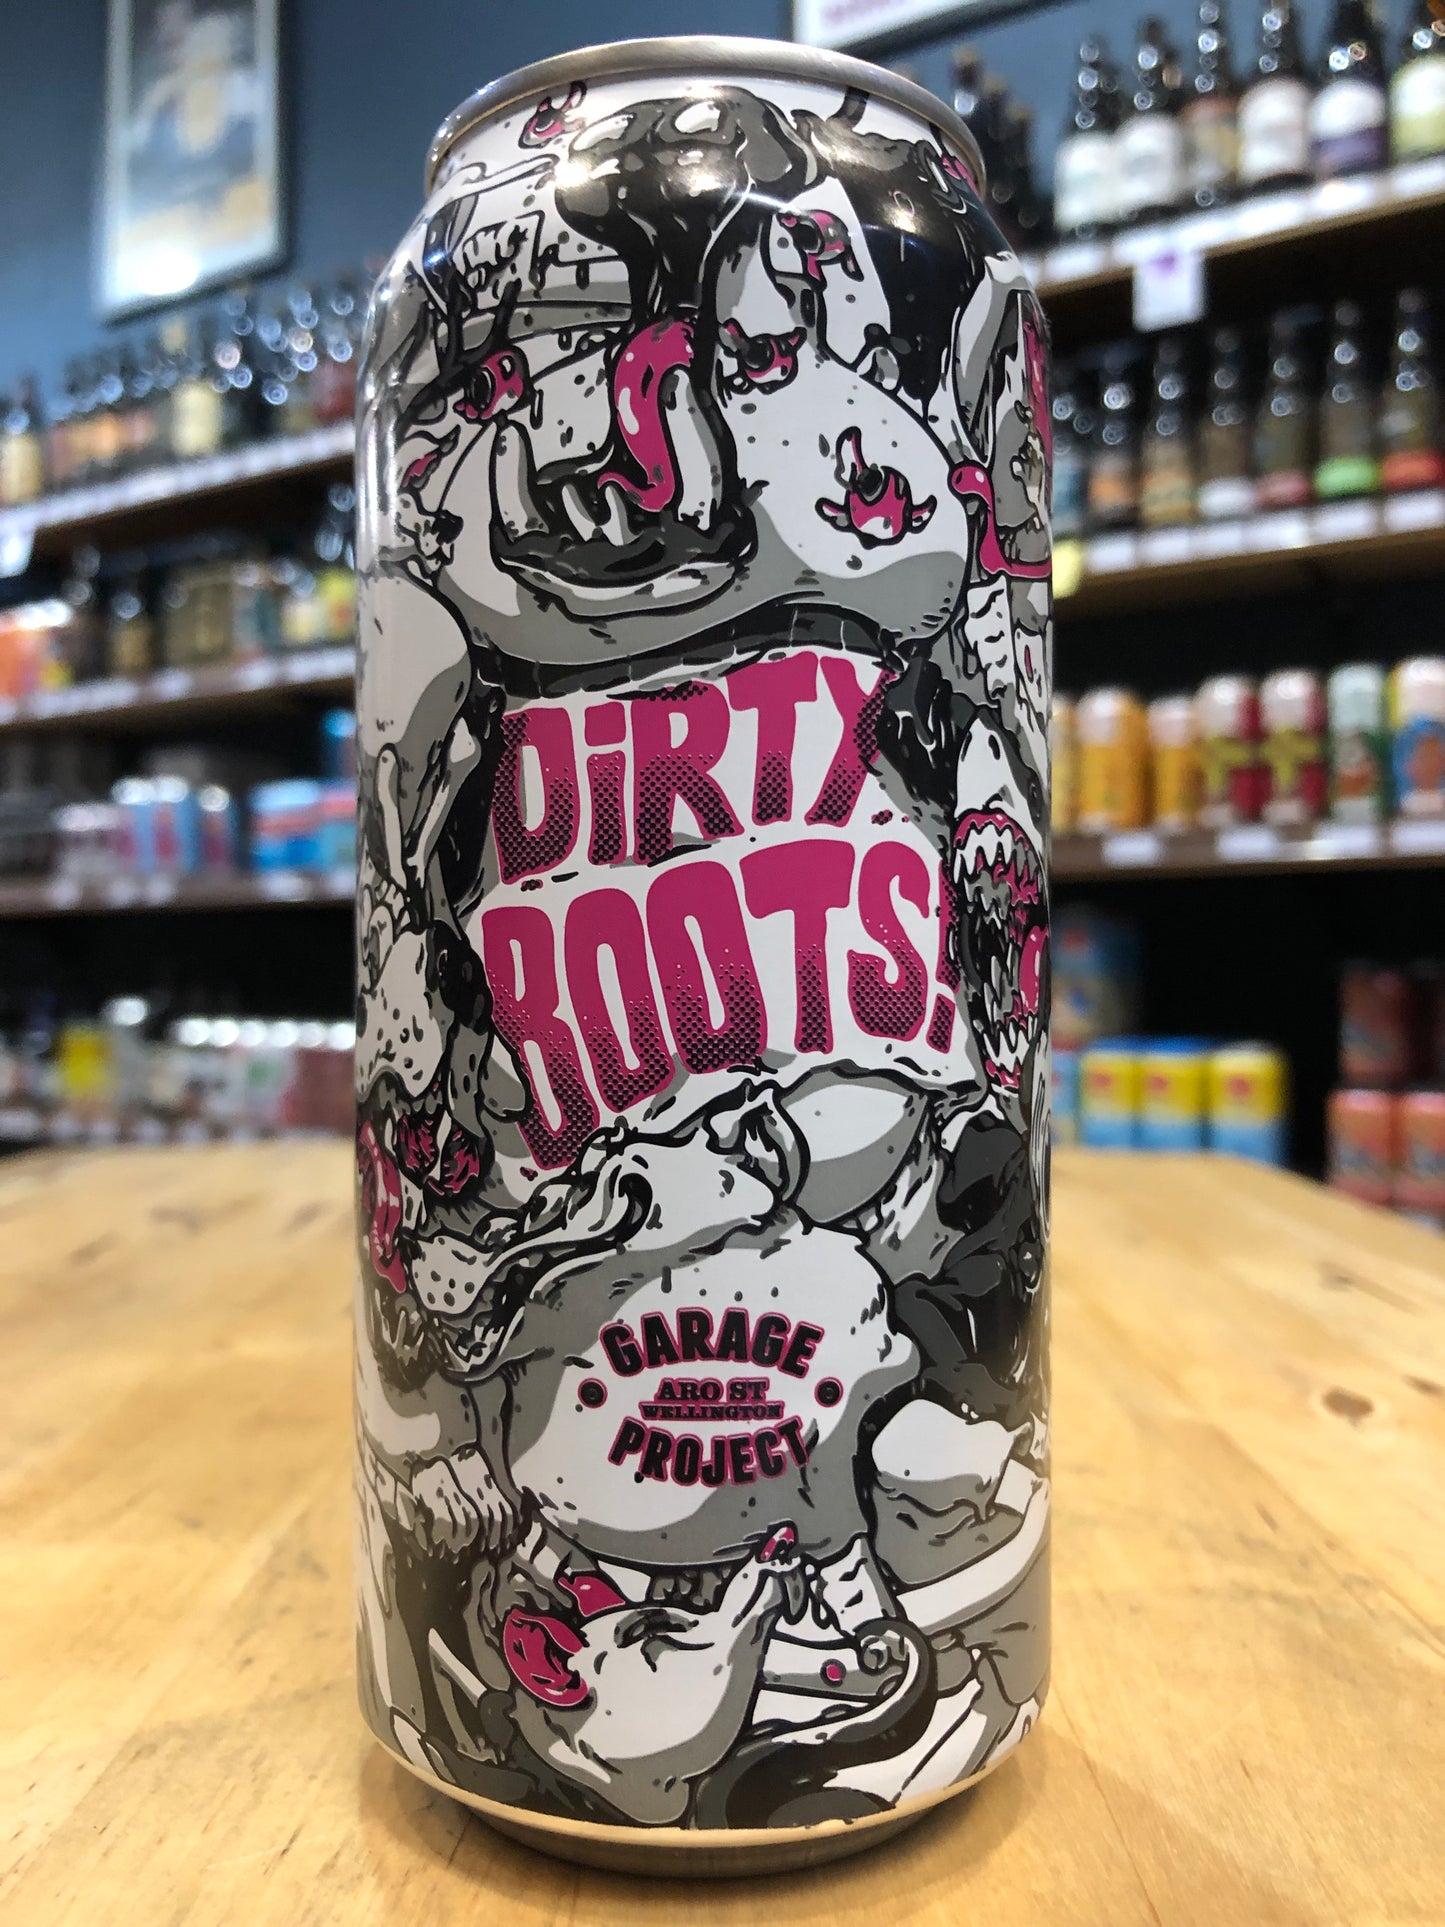 DiRTY
BOOTS!
GARAGE
ARO ST
WELLINGTON
PROJECT